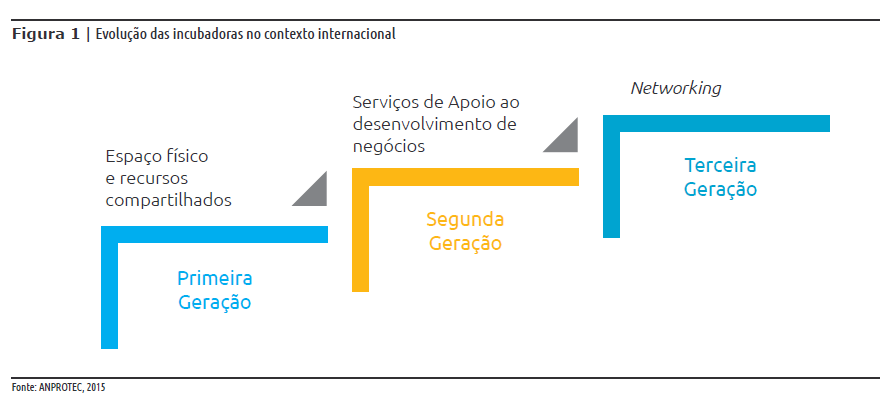 Figura 1 | Evolução das incubadoras no contexto internacional
Espaço físico
e recursos
compartilhados
Primeira
Geração
Serviços de Apoio ao
desenvolvimento de
negócios
Segunda
Geração
Networking
Terceira
Geração
Fonte: ANPROTEC, 2015